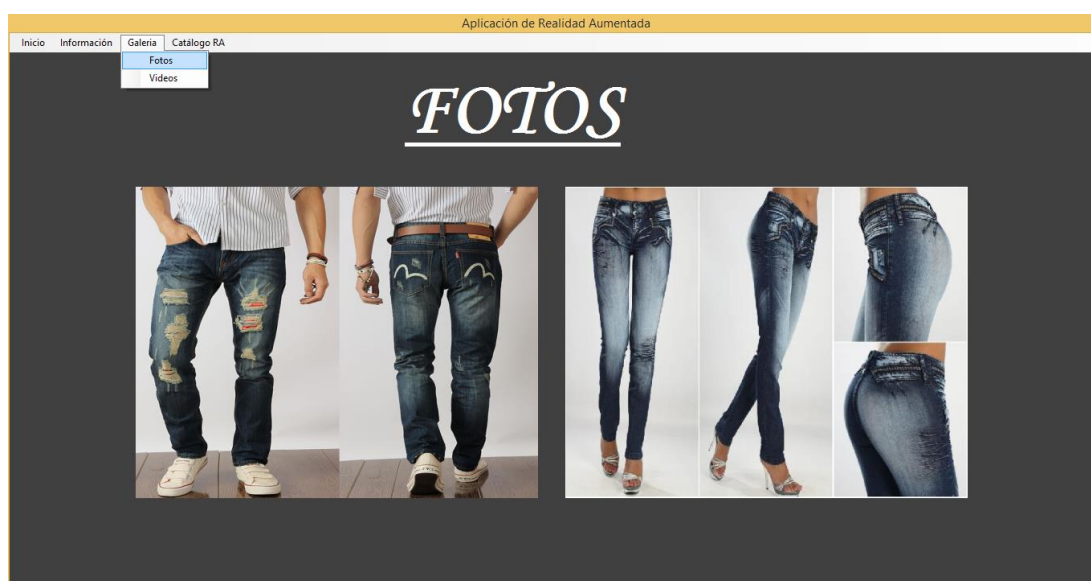 Aplicación de Realidad Aumentada
Inicio Información Galeria Catálogo RA
Fotos
Videos
FOTOS